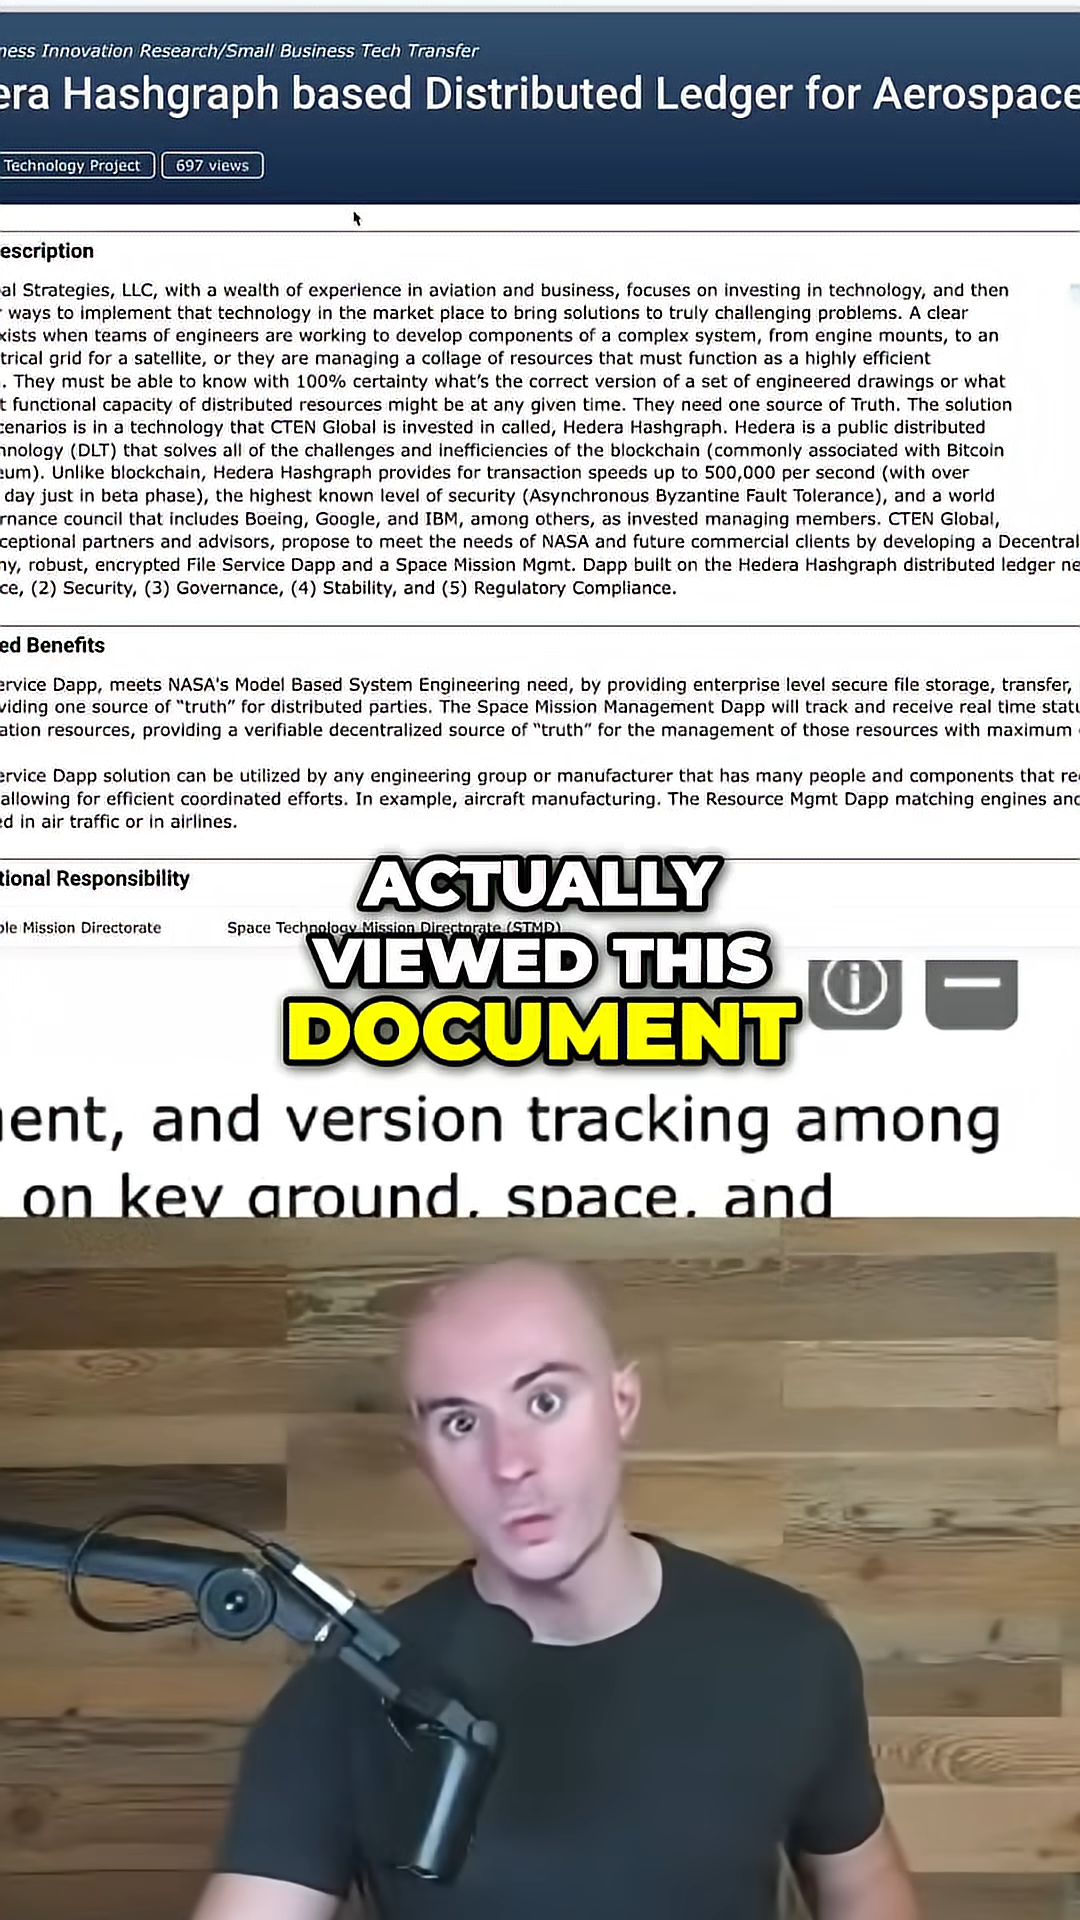 ness Innovation Research/Small Business Tech Transfer
era Hashgraph based Distributed Ledger for Aerospace
Technology Project
697 views
escription
al Strategies, LLC, with a wealth of experience in aviation and business, focuses on investing in technology, and then
ways to implement that technology in the market place to bring solutions to truly challenging problems. A clear
xists when teams of engineers are working to develop components of a complex system, from engine mounts, to an
trical grid for a satellite, or they are managing a collage of resources that must function as a highly efficient
. They must be able to know with 100% certainty what's the correct version of a set of engineered drawings or what
t functional capacity of distributed resources might be at any given time. They need one source of Truth. The solution
cenarios is in a technology that CTEN Global is invested in called, Hedera Hashgraph. Hedera is a public distributed
nology (DLT) that solves all of the challenges and inefficiencies of the blockchain (commonly associated with Bitcoin
eum). Unlike blockchain, Hedera Hashgraph provides for transaction speeds up to 500,000 per second (with over
day just in beta phase), the highest known level of security (Asynchronous Byzantine Fault Tolerance), and a world
rnance council that includes Boeing, Google, and IBM, among others, as invested managing members. CTEN Global,
ceptional partners and advisors, propose to meet the needs of NASA and future commercial clients by developing a Decentral
ny, robust, encrypted File Service Dapp and a Space Mission Mgmt. Dapp built on the Hedera Hashgraph distributed ledger ne
ce, (2) Security, (3) Governance, (4) Stability, and (5) Regulatory Compliance.
ed Benefits
ervice Dapp, meets NASA's Model Based System Engineering need, by providing enterprise level secure file storage, transfer,
viding one source of “truth” for distributed parties. The Space Mission Management Dapp will track and receive real time statu
ation resources, providing a verifiable decentralized source of “truth” for the management of those resources with maximum
ervice Dapp solution can be utilized by any engineering group or manufacturer that has many people and components that re
allowing for efficient coordinated efforts. In example, aircraft manufacturing. The Resource Mgmt Dapp matching engines and
ed in air traffic or in airlines.
tional Responsibility
ble Mission Directorate
Space Technology Mission Directorate (STMD)
ACTUALLY
VIEWED THIS
DOCUMENT
ent, and version tracking among
on key ground, space, and